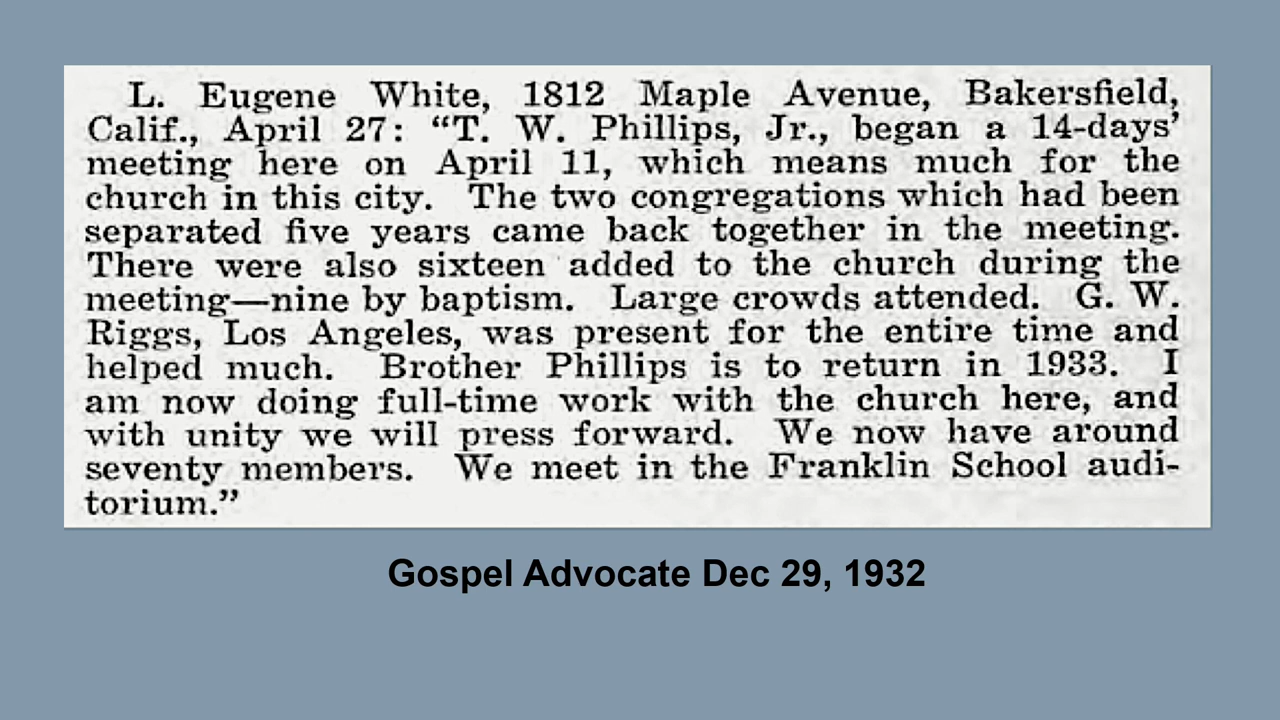 L. Eugene White, 1812 Maple Avenue, Bakersfield,
Calif., April 27: “T. W. Phillips, Jr., began a 14-days’
meeting here on April 11, which means much for the
church in this city. The two congregations which had been
separated five years came back together in the meeting.
There were also sixteen added to the church during the
meeting—nine by baptism. Large crowds attended. G. W.
Riggs, Los Angeles, was present for the entire time and
helped much. Brother Phillips is to return in 1933. I
am now doing full-time work with the church here, and
with unity we will press forward. We now have around
seventy members. We meet in the Franklin School audi-
torium.”
Gospel Advocate Dec 29, 1932